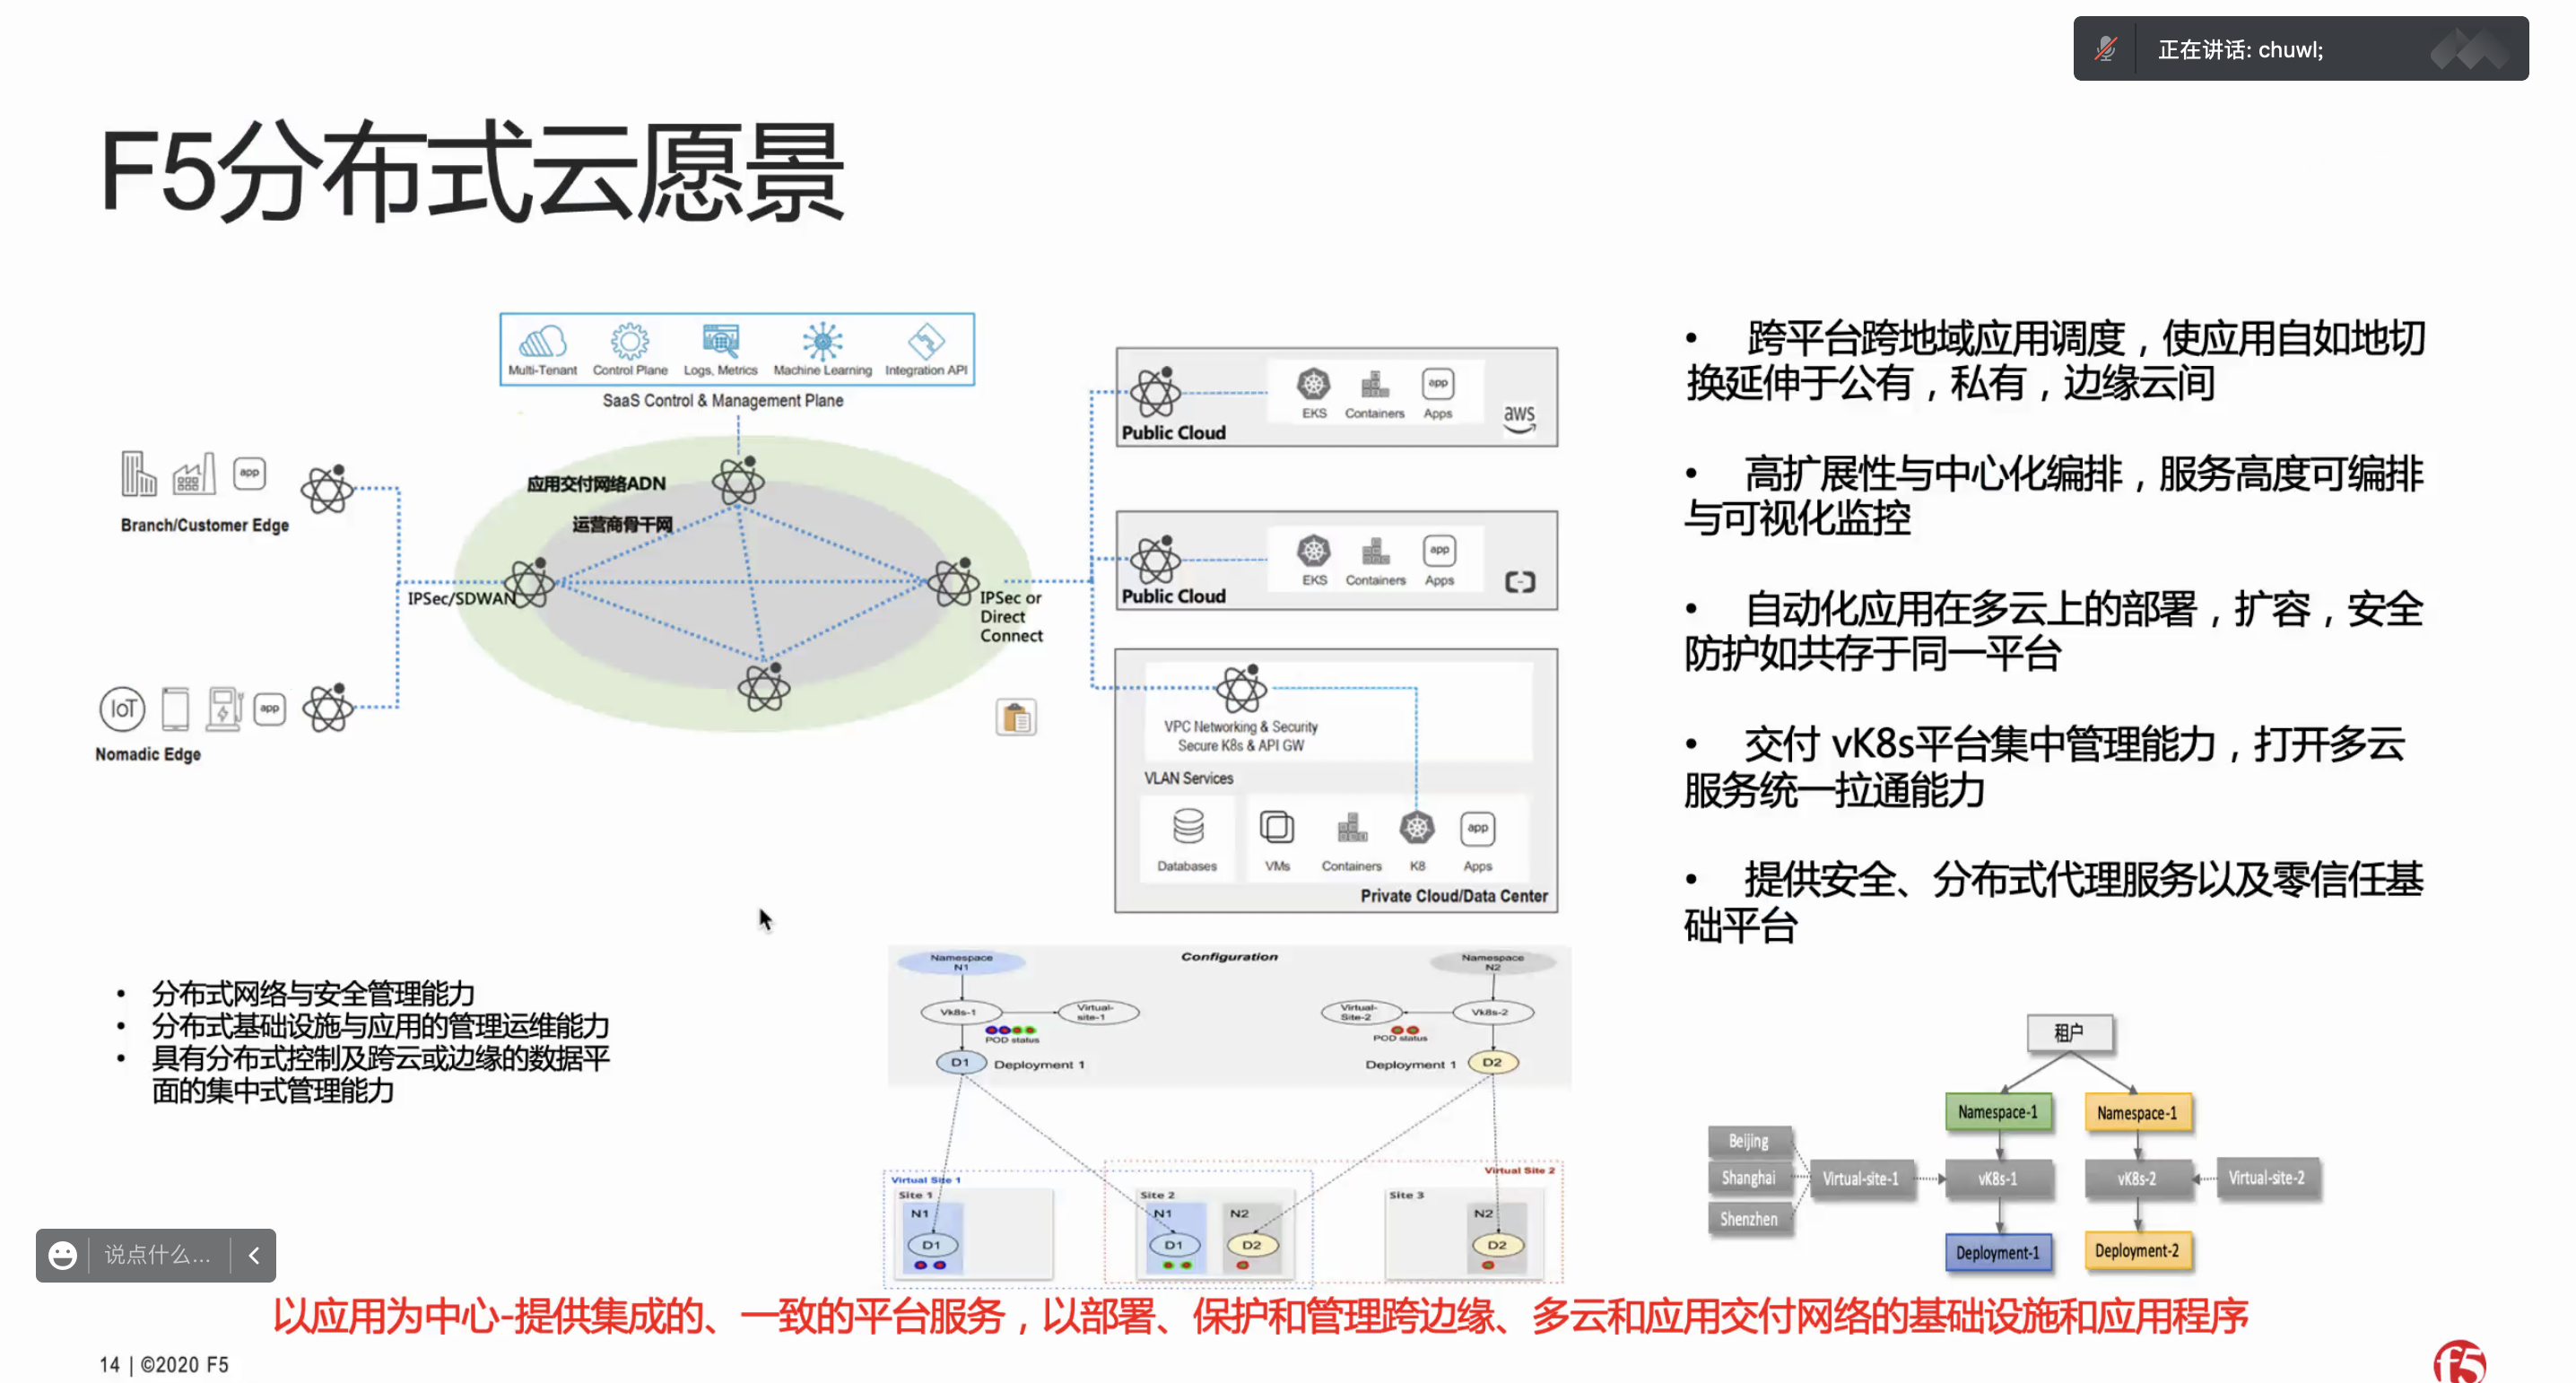 正在讲话: chuwl;
F5分布式云愿景
Multi-Tenant
Control Plane
Logs, Metrics
Machine Learning
Integration API
SaaS Control & Management Plane
app
Branch/Customer Edge
应用交付网络ADN
运营商骨干网
IPSec/SDWAN
IPSec or
Direct
Connect
IoT
app
Nomadic Edge
app
EKS
Containers
Apps
aws
Public Cloud
app
EKS
Containers
Apps
Public Cloud
VPC Networking & Security
Secure K8s & API GW
VLAN Services
app
Databases
VMs
Containers
K8
Apps
Private Cloud/Data Center
• 跨平台跨地域应用调度，使应用自如地切
换延伸于公有，私有，边缘云间
• 高扩展性与中心化编排，服务高度可编排
与可视化监控
• 自动化应用在多云上的部署，扩容，安全
防护如共存于同一平台
• 交付 vK8s平台集中管理能力，打开多云
服务统一拉通能力
• 提供安全、分布式代理服务以及零信任基
础平台
• 分布式网络与安全管理能力
• 分布式基础设施与应用的管理运维能力
• 具有分布式控制及跨云或边缘的数据平
面的集中式管理能力
Configuration
Namespace
N1
Namespace
N2
Vk8s-1
Virtual-
site-1
Virtual-
Site-2
Vk8s-2
POD status
POD status
D1
Deployment 1
Deployment 1
D2
Virtual Site 1
Virtual Site 2
Site 1
Site 2
Site 3
N1
N1
N2
N2
D1
D1
D2
D2
租户
Namespace-1
Namespace-1
Beijing
Shanghai
Shenzhen
Virtual-site-1
vK8s-1
vK8s-2
Virtual-site-2
Deployment-1
Deployment-2
说点什么...
以应用为中心-提供集成的、一致的平台服务，以部署、保护和管理跨边缘、多云和应用交付网络的基础设施和应用程序
14 | ©2020 F5
f5